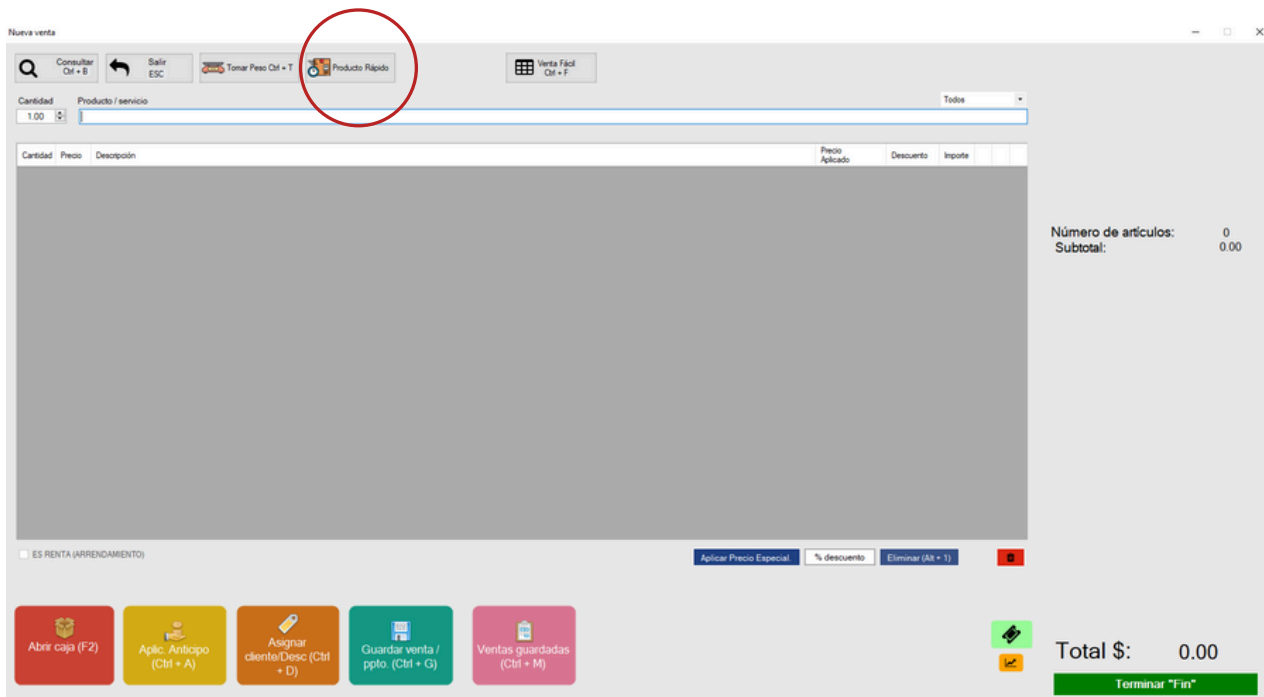 Nueva venta
Consultar
Ctrl + B
Salir
ESC
Tomar Peso Ctrl + T
Producto Rápido
Venta Fácil
Ctrl + F
Cantidad
Producto / servicio
Todos
1.00
Cantidad
Precio
Descripción
Precio
Aplicado
Descuento
Importe
Número de artículos: 0
Subtotal: 0.00
ES RENTA (ARRENDAMIENTO)
Aplicar Precio Especial
% descuento
Eliminar (Alt + 1)
Abrir caja (F2)
Aplic. Anticipo
(Ctrl + A)
Asignar
cliente/Desc (Ctrl
+ D)
Guardar venta /
ppto. (Ctrl + G)
Ventas guardadas
(Ctrl + M)
Total $: 0.00
Terminar "Fin"